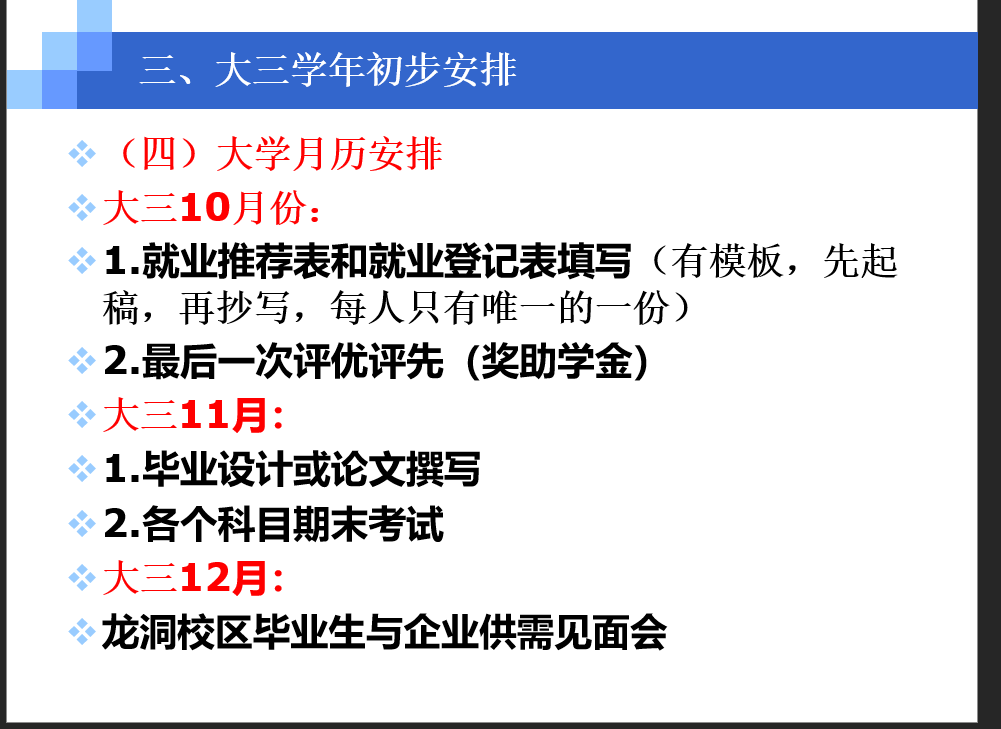 三、大三学年初步安排
（四）大学月历安排
大三10月份：
1.就业推荐表和就业登记表填写（有模板，先起
稿，再抄写，每人只有唯一的一份）
2.最后一次评优评先（奖助学金）
大三11月：
1.毕业设计或论文撰写
2.各个科目期末考试
大三12月：
龙洞校区毕业生与企业供需见面会